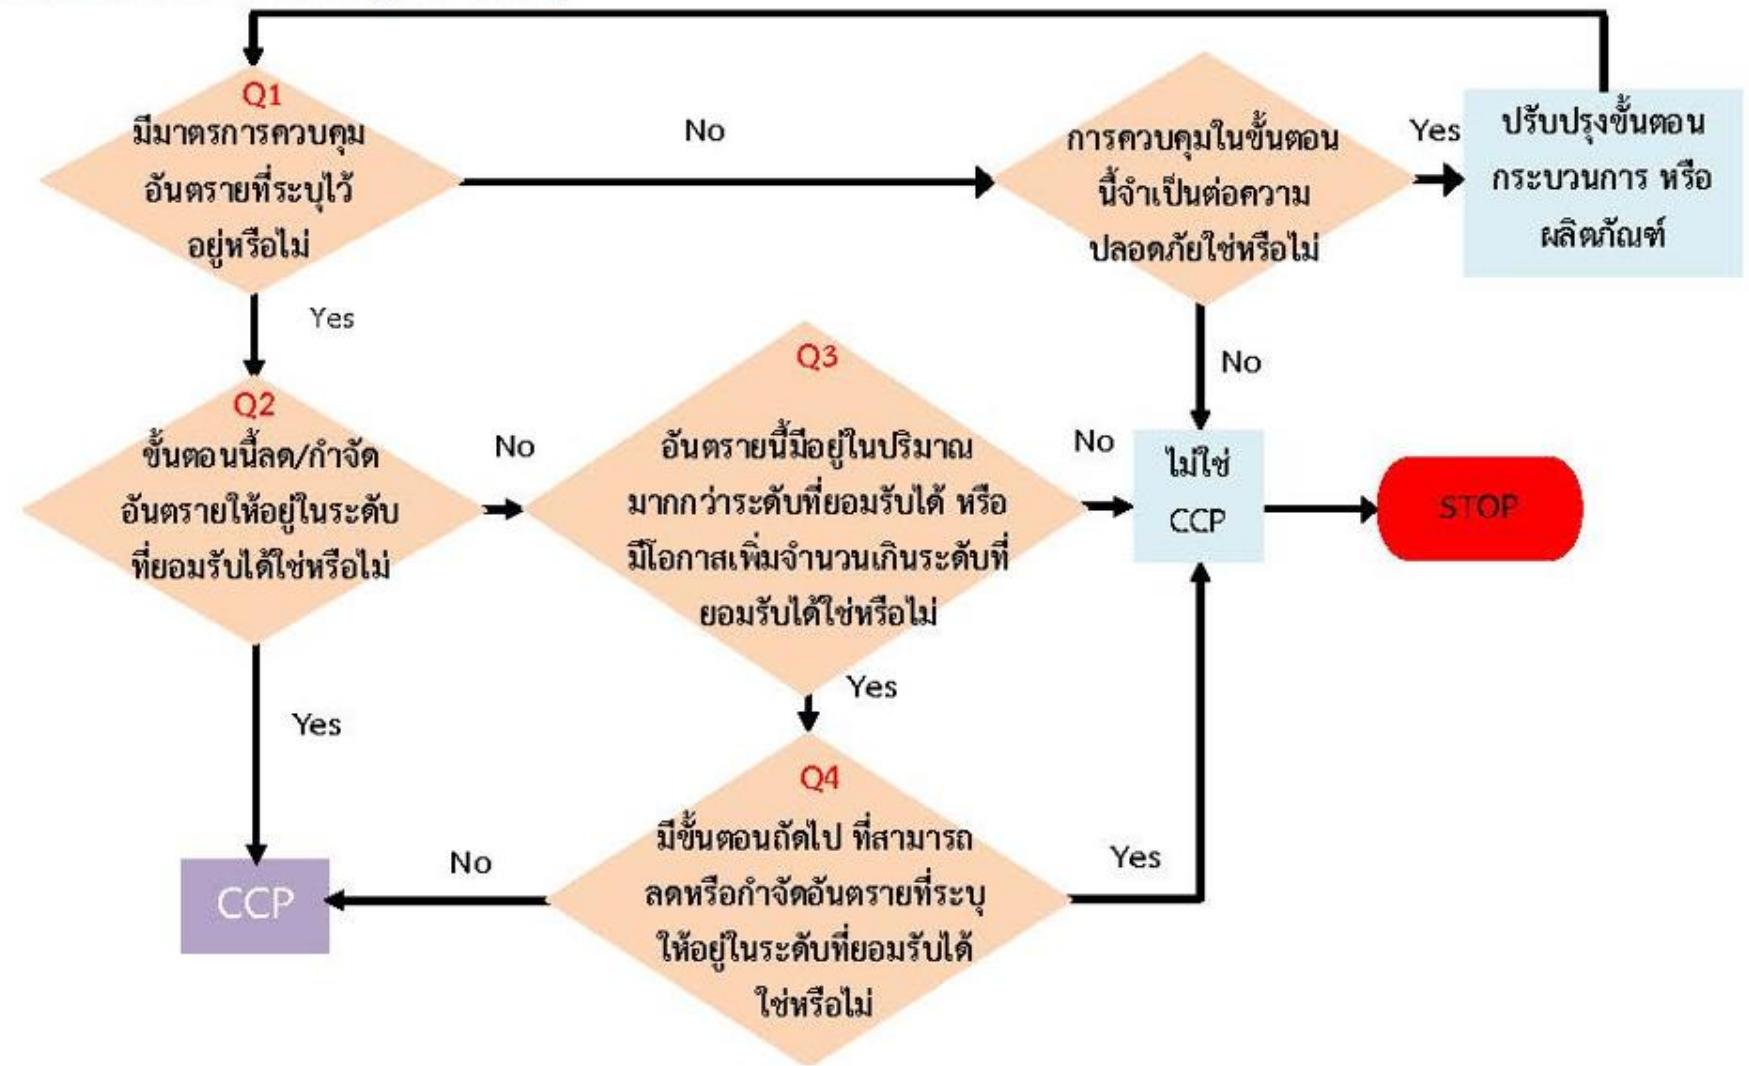 Q1
มีมาตรการควบคุม
อันตรายที่ระบุไว้
อยู่หรือไม่
No
การควบคุมในขั้นตอน
นี้จำเป็นต่อความ
ปลอดภัยใช่หรือไม่
Yes
ปรับปรุงขั้นตอน
กระบวนการ หรือ
ผลิตภัณฑ์
Yes
No
Q2
ขั้นตอนนี้ลด/กำจัด
อันตรายให้อยู่ในระดับ
ที่ยอมรับได้ใช่หรือไม่
No
Q3
อันตรายนี้มีอยู่ในปริมาณ
มากกว่าระดับที่ยอมรับได้ หรือ
มีโอกาสเพิ่มจำนวนเกินระดับที่
ยอมรับได้ใช่หรือไม่
No
ไม่ใช่
CCP
STOP
Yes
Yes
Q4
มีขั้นตอนถัดไป ที่สามารถ
ลดหรือกำจัดอันตรายที่ระบุ
ให้อยู่ในระดับที่ยอมรับได้
ใช่หรือไม่
No
Yes
CCP